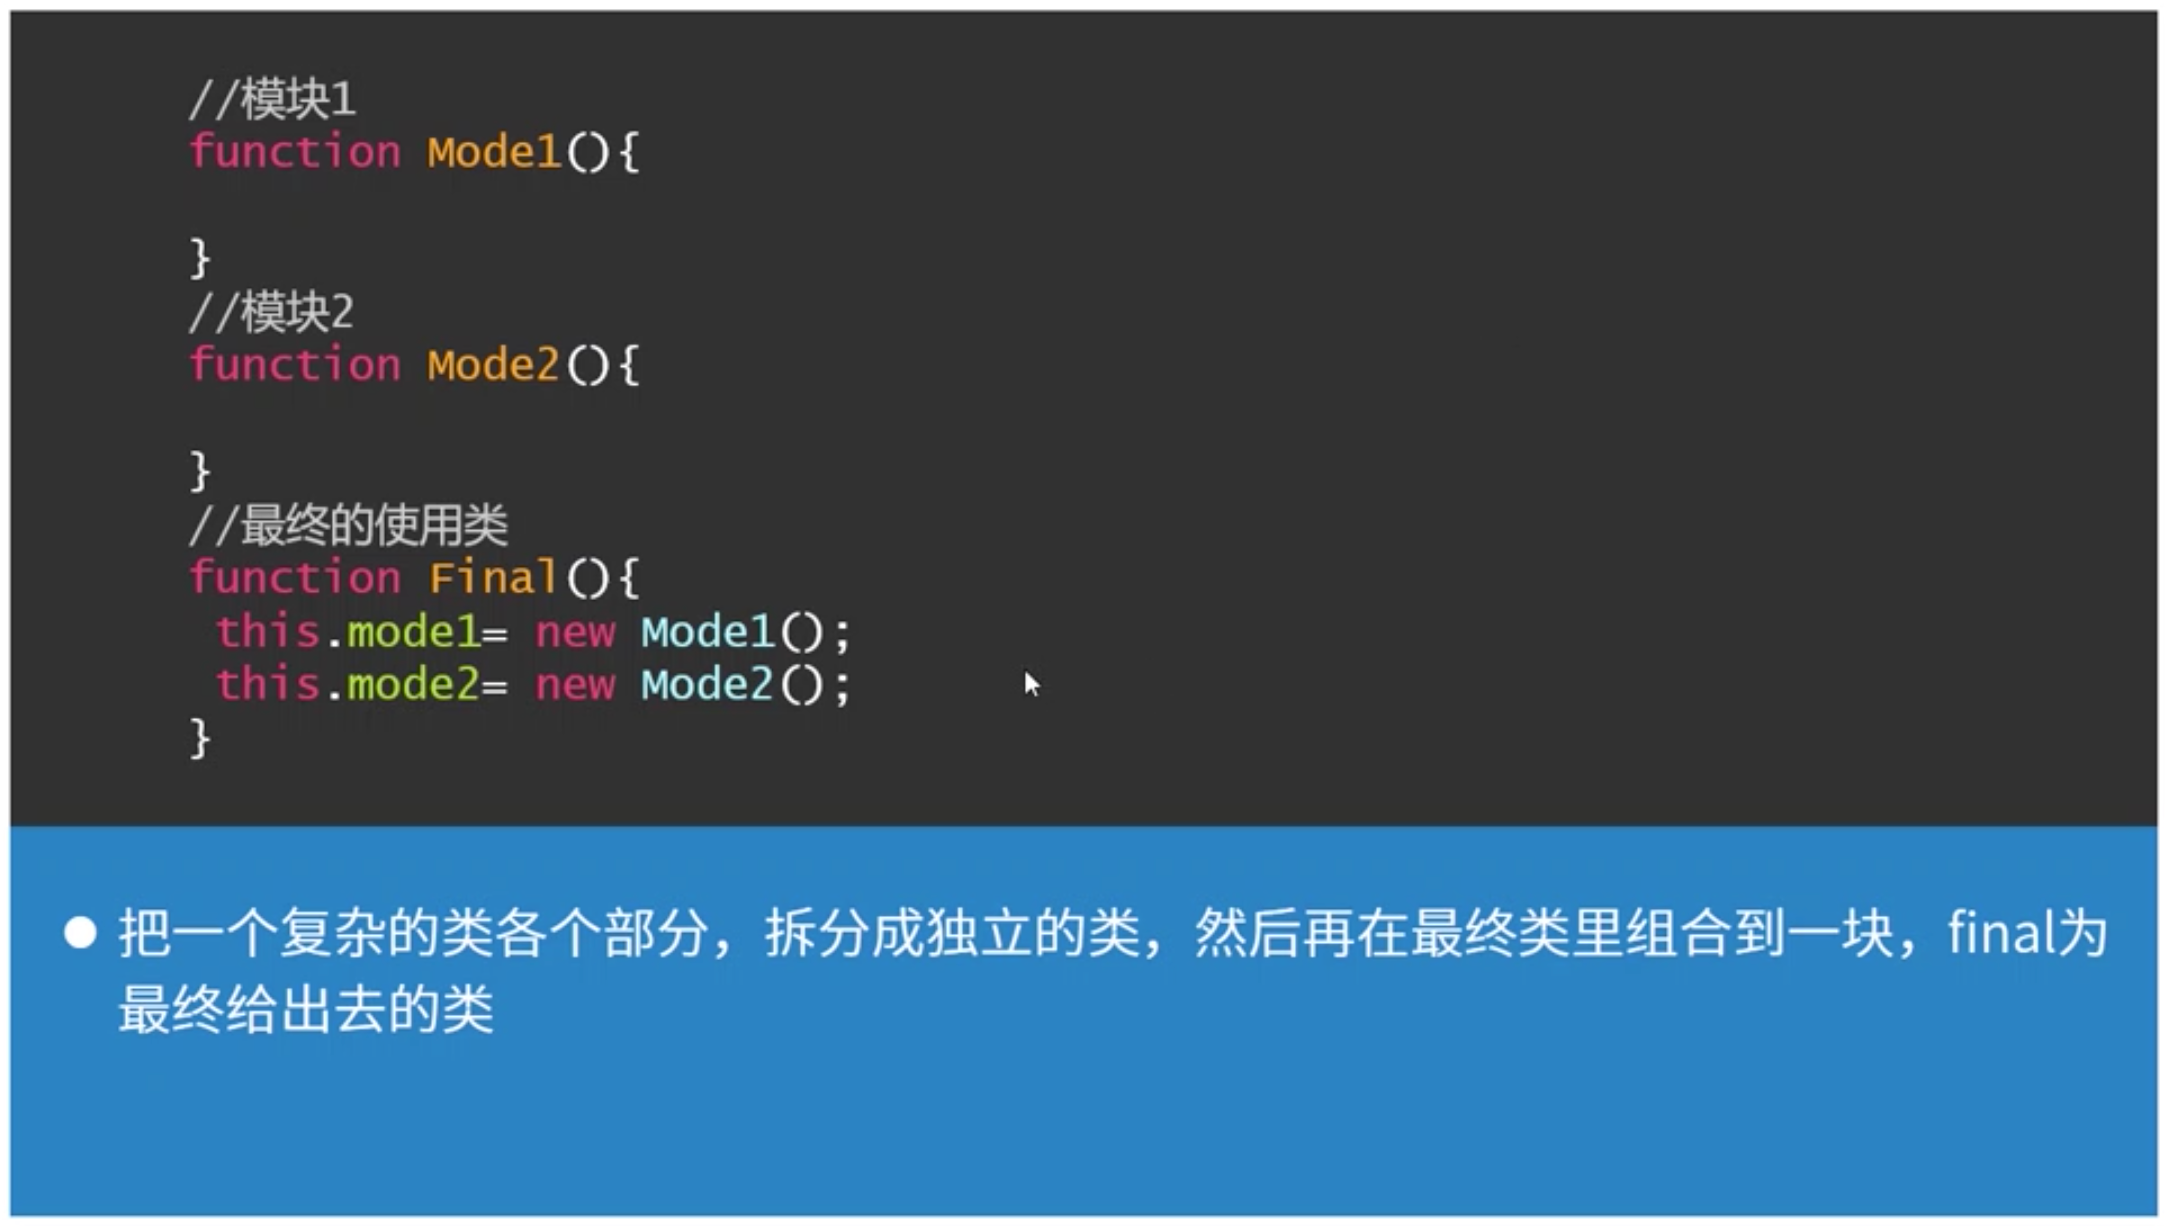 //模块1
function Mode1(){
}
//模块2
function Mode2(){
}
//最终的使用类
function Final(){
this.mode1= new Mode1();
this.mode2= new Mode2();
}
● 把一个复杂的类各个部分，拆分成独立的类，然后再在最终类里组合到一块，final为
最终给出去的类